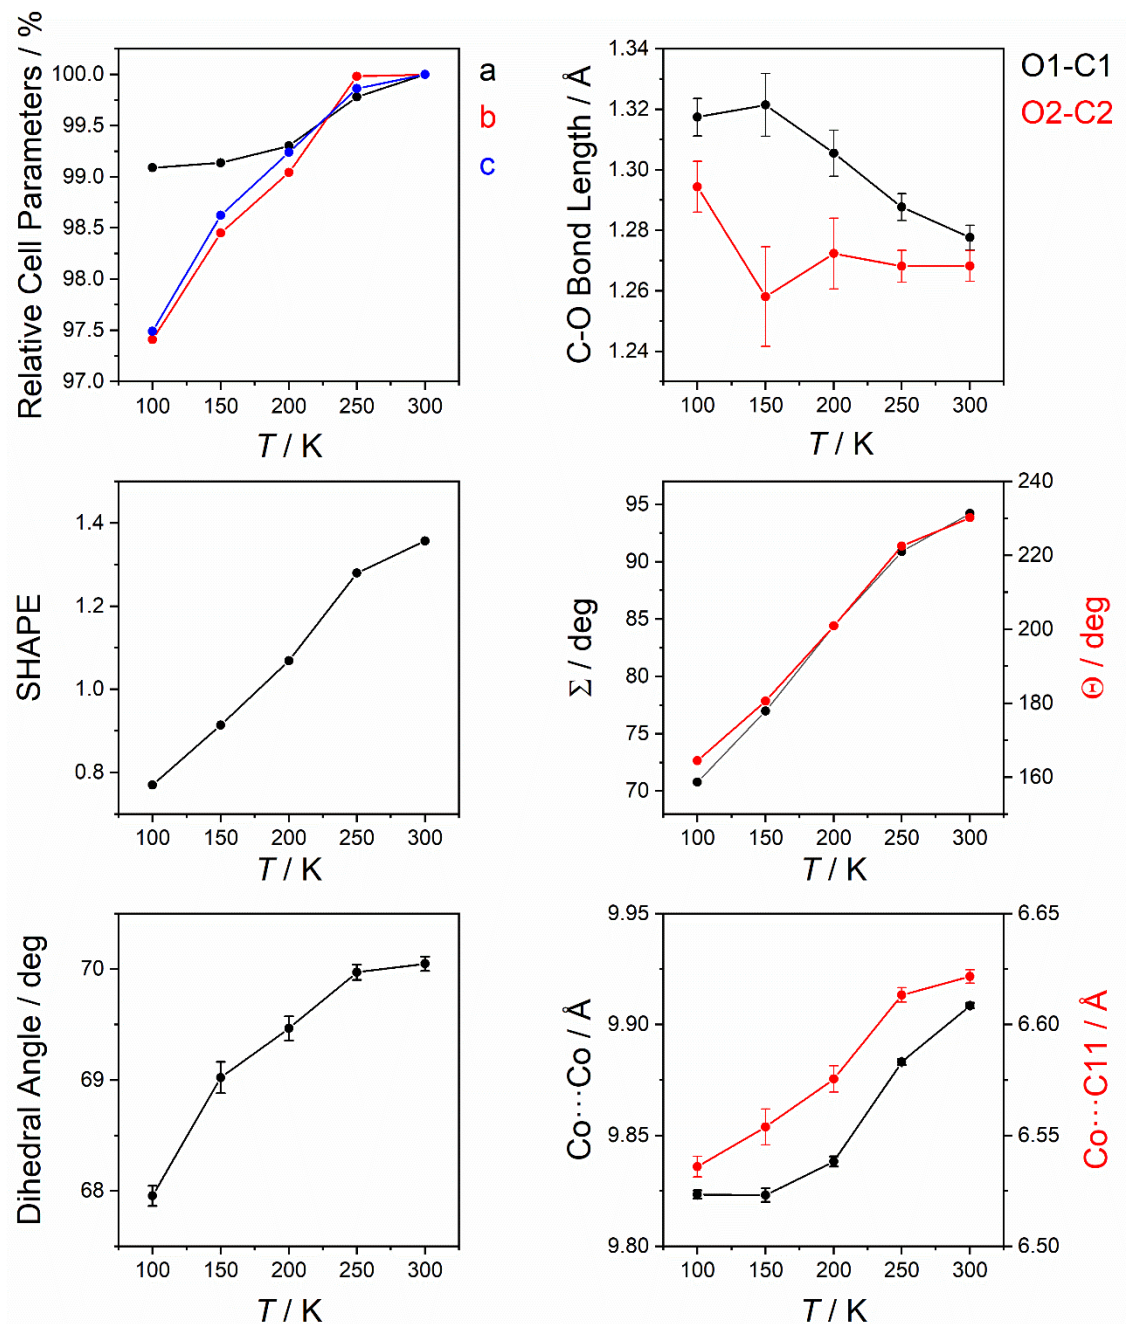 Relative Cell Parameters / %
100.0
99.5
99.0
98.5
98.0
97.5
97.0
100 150 200 250 300
T / K
a
b
c
C-O Bond Length / Å
1.34
1.32
1.30
1.28
1.26
1.24
100 150 200 250 300
T / K
O1-C1
O2-C2
SHAPE
1.4
1.2
1.0
0.8
100 150 200 250 300
T / K
Σ / deg
95
90
85
80
75
70
100 150 200 250 300
T / K
240
220
200
180
160
Θ / deg
Dihedral Angle / deg
70
69
68
100 150 200 250 300
T / K
Co···Co / Å
9.95
9.90
9.85
9.80
100 150 200 250 300
T / K
6.65
6.60
6.55
6.50
Co···C11 / Å